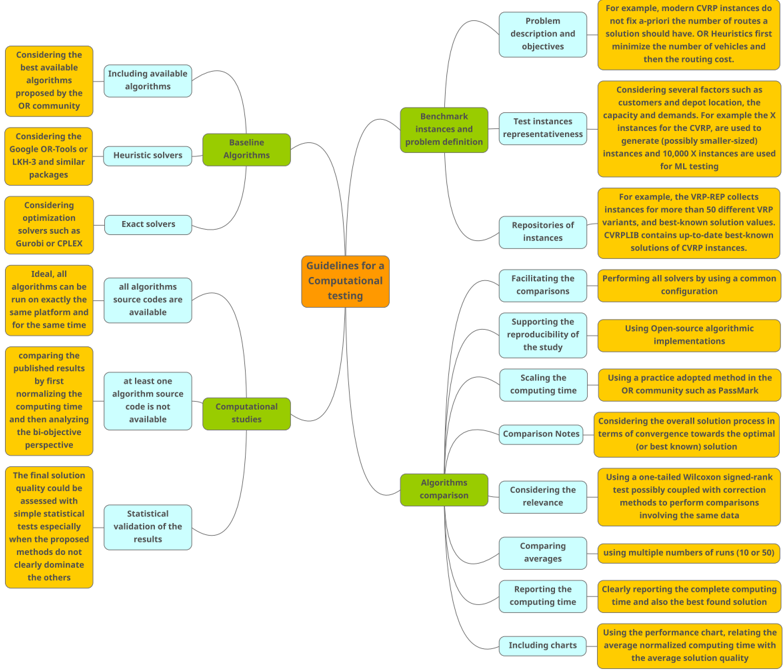 Guidelines for a
Computational
testing
Baseline
Algorithms
Including available
algorithms
Considering the
best available
algorithms
proposed by the
OR community
Heuristic solvers
Considering the
Google OR-Tools or
LKH-3 and similar
packages
Exact solvers
Considering
optimization
solvers such as
Gurobi or CPLEX
Computational
studies
all algorithms
source codes are
available
Ideal, all
algorithms can be
run on exactly the
same platform and
for the same time
at least one
algorithm source
code is not
available
comparing the
published results
by first
normalizing the
computing time
and then analyzing
the bi-objective
perspective
Statistical
validation of the
results
The final solution
quality could be
assessed with
simple statistical
tests especially
when the proposed
methods do not
clearly dominate
the others
Benchmark
instances and
problem definition
Problem
description and
objectives
For example, modern CVRP instances do
not fix a-priori the number of routes a
solution should have. OR Heuristics first
minimize the number of vehicles and
then the routing cost.
Test instances
representativeness
Considering several factors such as
customers and depot location, the
capacity and demands. For example the X
instances for the CVRP, are used to
generate (possibly smaller-sized)
instances and 10,000 X instances are used
for ML testing
Repositories of
instances
For example, the VRP-REP collects
instances for more than 50 different VRP
variants, and best-known solution values.
CVRPLIB contains up-to-date best-known
solutions of CVRP instances.
Algorithms
comparison
Facilitating the
comparisons
Performing all solvers by using a common
configuration
Supporting the
reproducibility of
the study
Using Open-source algorithmic
implementations
Scaling the
computing time
Using a practice adopted method in the
OR community such as PassMark
Comparison Notes
Considering the overall solution process in
terms of convergence towards the optimal
(or best known) solution
Considering the
relevance
Using a one-tailed Wilcoxon signed-rank
test possibly coupled with correction
methods to perform comparisons
involving the same data
Comparing
averages
using multiple numbers of runs (10 or 50)
Reporting the
computing time
Clearly reporting the complete computing
time and also the best found solution
Including charts
Using the performance chart, relating the
average normalized computing time with
the average solution quality